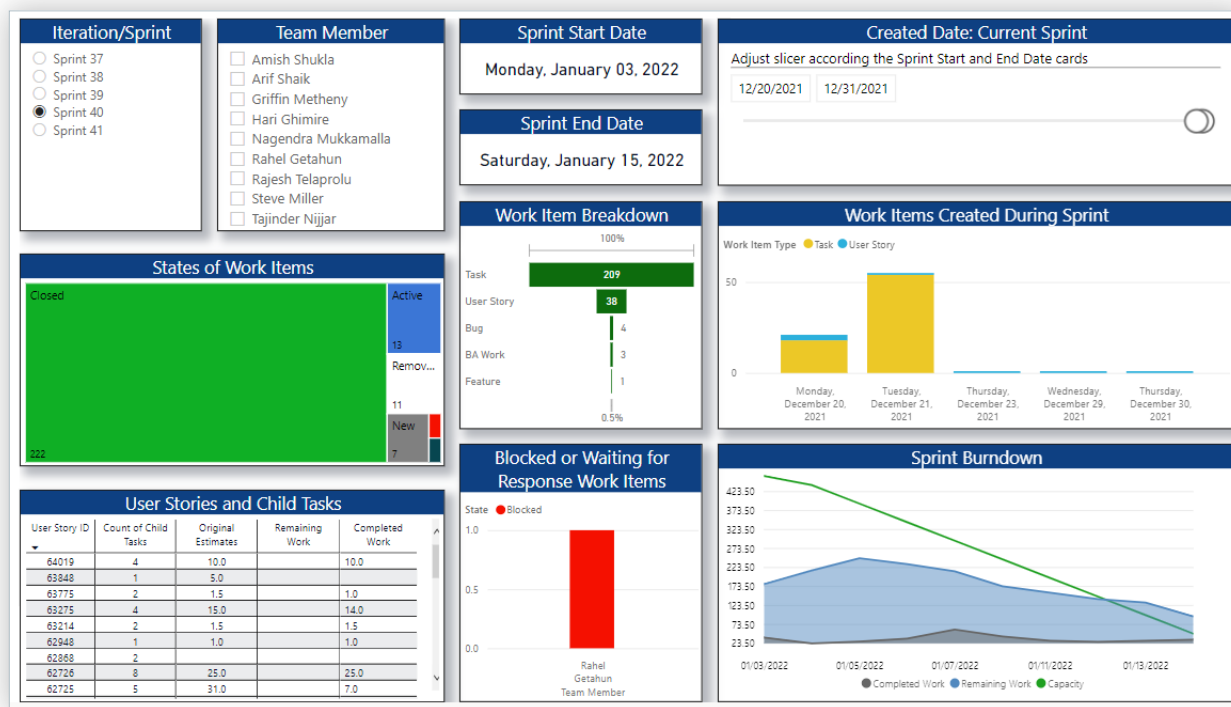 Iteration/Sprint
Sprint 37
Sprint 38
Sprint 39
Sprint 40
Sprint 41
Team Member
Amish Shukla
Arif Shaik
Griffin Metheny
Hari Ghimire
Nagendra Mukkamalla
Rahel Getahun
Rajesh Telaprolu
Steve Miller
Tajinder Nijjar
Sprint Start Date
Monday, January 03, 2022
Sprint End Date
Saturday, January 15, 2022
Created Date: Current Sprint
Adjust slicer according the Sprint Start and End Date cards
12/20/2021 12/31/2021
States of Work Items
Closed
222
Active
13
Remov...
11
New
7
Work Item Breakdown
100%
Task 209
User Story 38
Bug 4
BA Work 3
Feature 1
0.5%
Work Items Created During Sprint
Work Item Type Task User Story
50
0
Monday, December 20, 2021
Tuesday, December 21, 2021
Thursday, December 23, 2021
Wednesday, December 29, 2021
Thursday, December 30, 2021
User Stories and Child Tasks
User Story ID Count of Child Tasks Original Estimates Remaining Work Completed Work
64019 4 10.0 10.0
63848 1 5.0
63775 2 1.5 1.0
63275 4 15.0 14.0
63214 2 1.5 1.5
62948 1 1.0 1.0
62868 2
62726 8 25.0 25.0
62725 5 31.0 7.0
Blocked or Waiting for
Response Work Items
State Blocked
1.0
0.5
0.0
Rahel
Getahun
Team Member
Sprint Burndown
423.50
373.50
323.50
273.50
223.50
173.50
123.50
73.50
23.50
01/03/2022 01/05/2022 01/07/2022 01/11/2022 01/13/2022
Completed Work Remaining Work Capacity